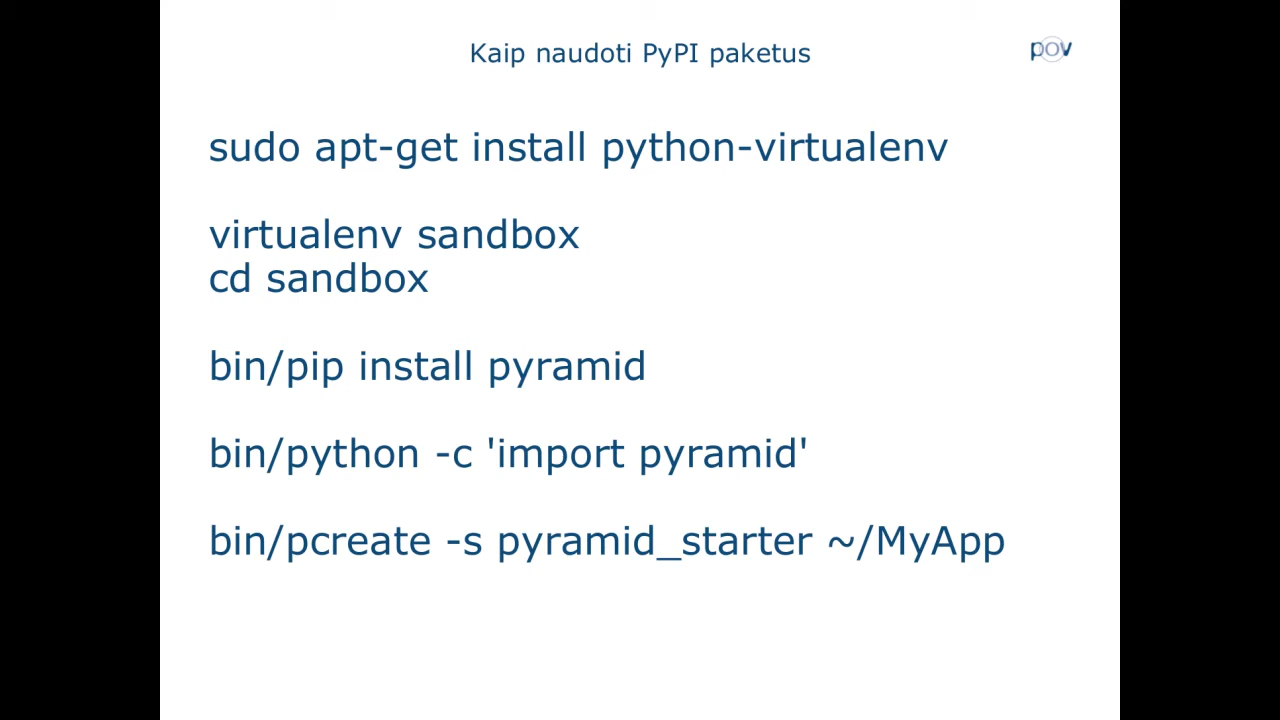 Kaip naudoti PyPI paketus
pov
sudo apt-get install python-virtualenv
virtualenv sandbox
cd sandbox
bin/pip install pyramid
bin/python -c 'import pyramid'
bin/pcreate -s pyramid_starter ~/MyApp